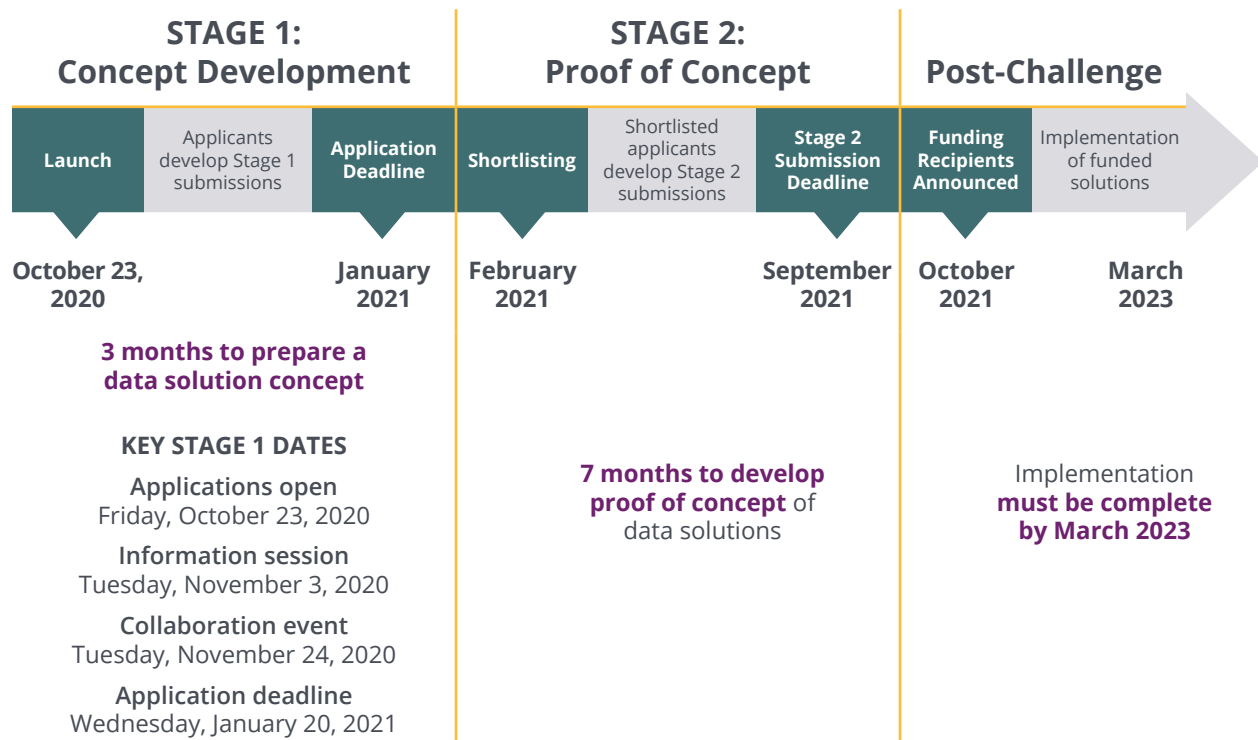 STAGE 1:
Concept Development
STAGE 2:
Proof of Concept
Post-Challenge
Launch
Applicants
develop Stage 1
submissions
Application
Deadline
Shortlisting
Shortlisted
applicants
develop Stage 2
submissions
Stage 2
Submission
Deadline
Funding
Recipients
Announced
Implementation
of funded
solutions
October 23,
2020
January
2021
February
2021
September
2021
October
2021
March
2023
3 months to prepare a
data solution concept
KEY STAGE 1 DATES
Applications open
Friday, October 23, 2020
Information session
Tuesday, November 3, 2020
Collaboration event
Tuesday, November 24, 2020
Application deadline
Wednesday, January 20, 2021
7 months to develop
proof of concept of
data solutions
Implementation
must be complete
by March 2023